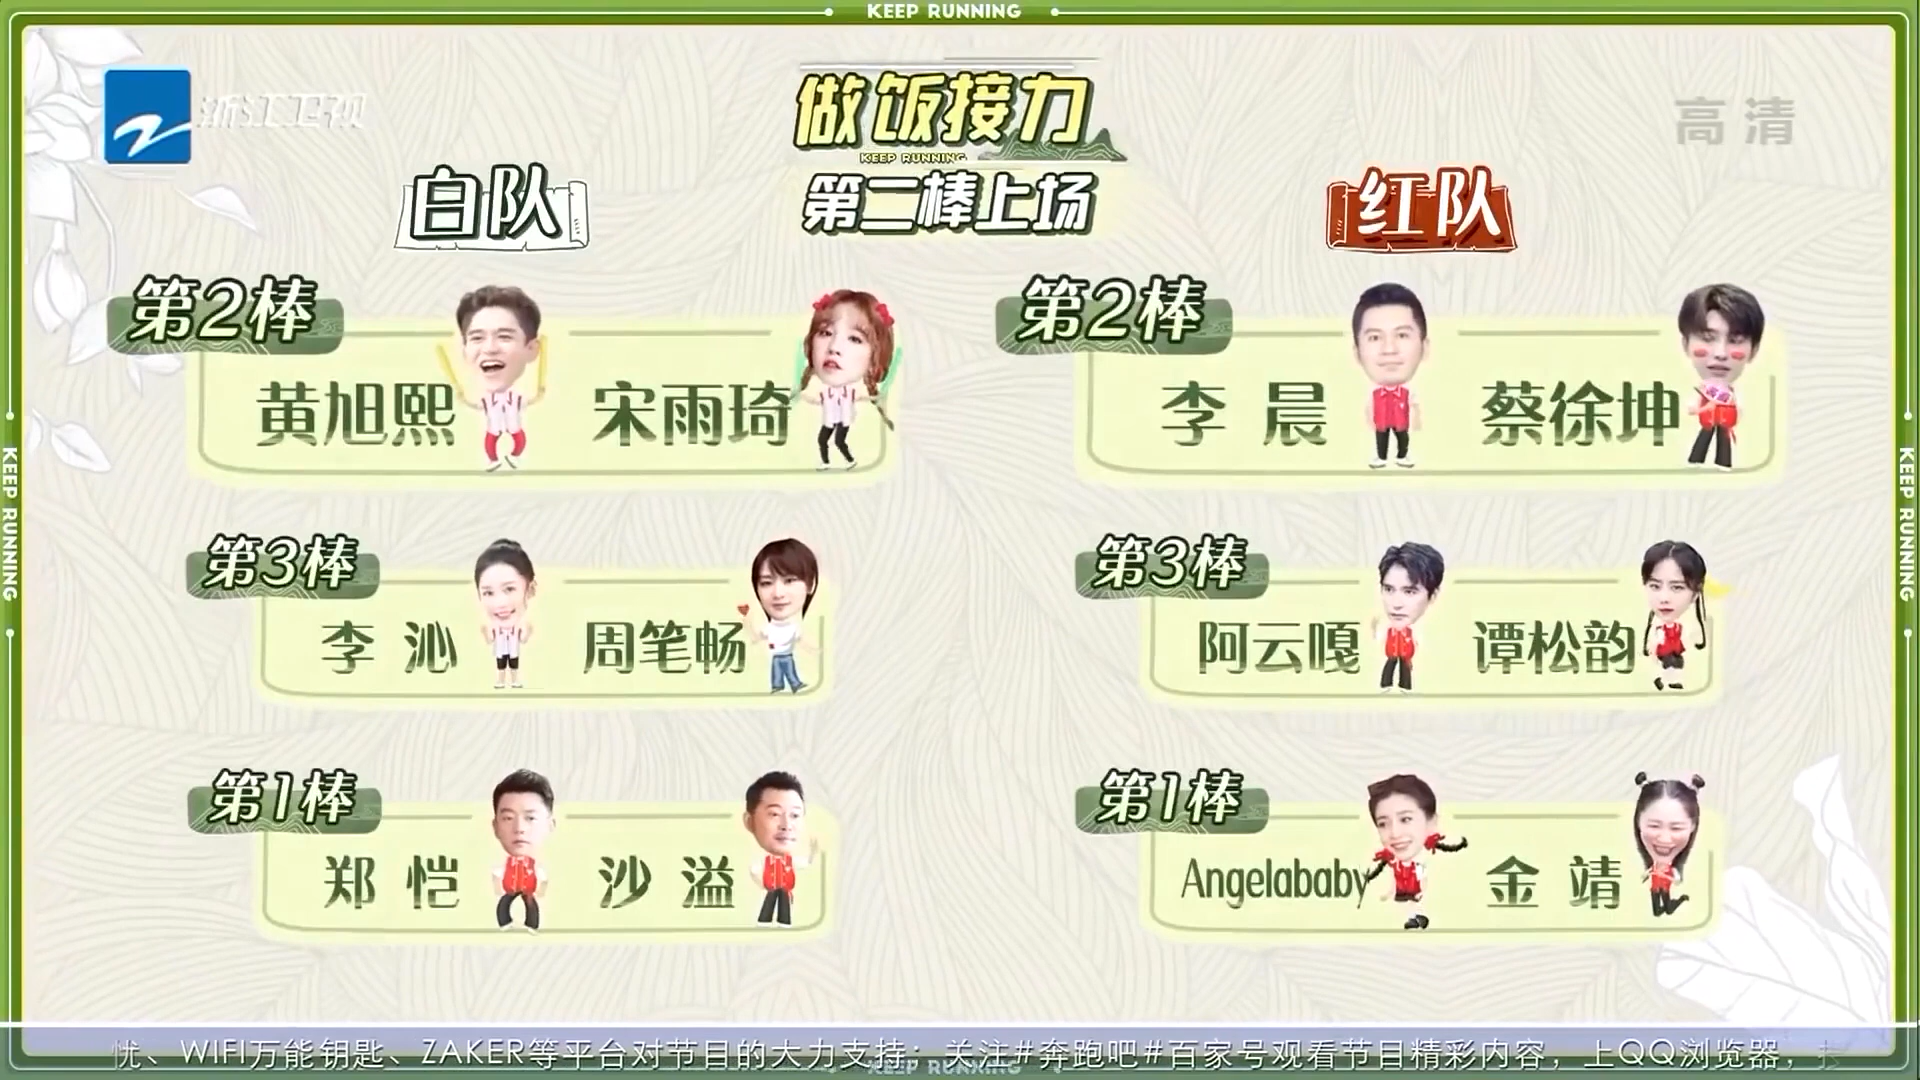 KEEP RUNNING
浙江卫视
高清
做饭接力
KEEP RUNNING
第二棒上场
白队
红队
第2棒
黄旭熙 宋雨琦
第2棒
李晨 蔡徐坤
第3棒
李沁 周笔畅
第3棒
阿云嘎 谭松韵
第1棒
郑恺 沙溢
第1棒
Angelababy 金靖
KEEP RUNNING
KEEP RUNNING
忧、WIFI万能钥匙、ZAKER等平台对节目的大力支持；关注#奔跑吧#百家号观看节目精彩内容，上QQ浏览器，
KEEP RUNNING